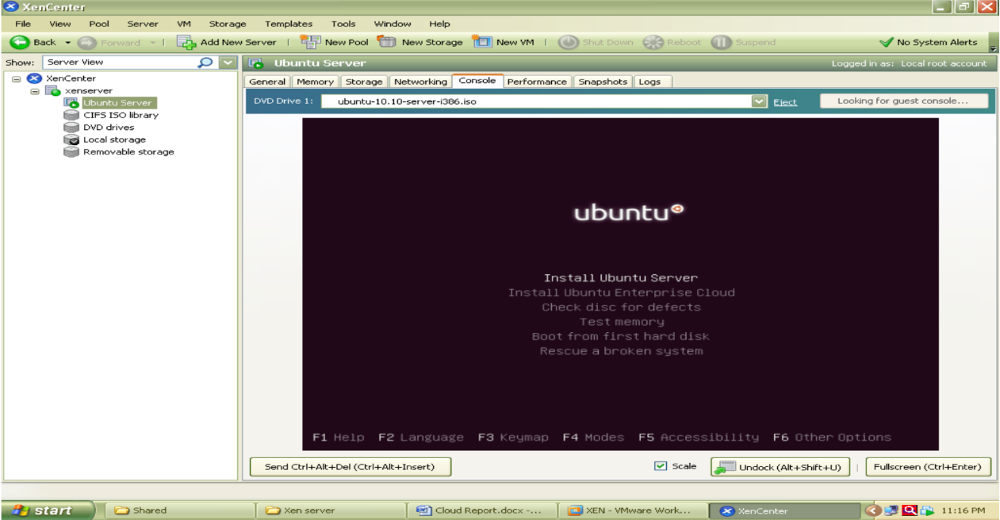 XenCenter
File View Pool Server VM Storage Templates Tools Window Help
Back Forward Add New Server New Pool New Storage New VM Shut Down Reboot Suspend No System Alerts
Show: Server View
Ubuntu Server Logged in as: Local root account
XenCenter
xenserver
Ubuntu Server
CIFS ISO library
DVD drives
Local storage
Removable storage
General Memory Storage Networking Console Performance Snapshots Logs
DVD Drive 1: ubuntu-10.10-server-i386.iso Eject Looking for guest console...
ubuntu
Install Ubuntu Server
Install Ubuntu Enterprise Cloud
Check disc for defects
Test memory
Boot from first hard disk
Rescue a broken system
F1 Help F2 Language F3 Keymap F4 Modes F5 Accessibility F6 Other Options
Send Ctrl+Alt+Del (Ctrl+Alt+Insert) Scale Undock (Alt+Shift+U) Fullscreen (Ctrl+Enter)
start Shared Xen server Cloud Report.docx -... XEN - VMware Work... XenCenter 11:16 PM